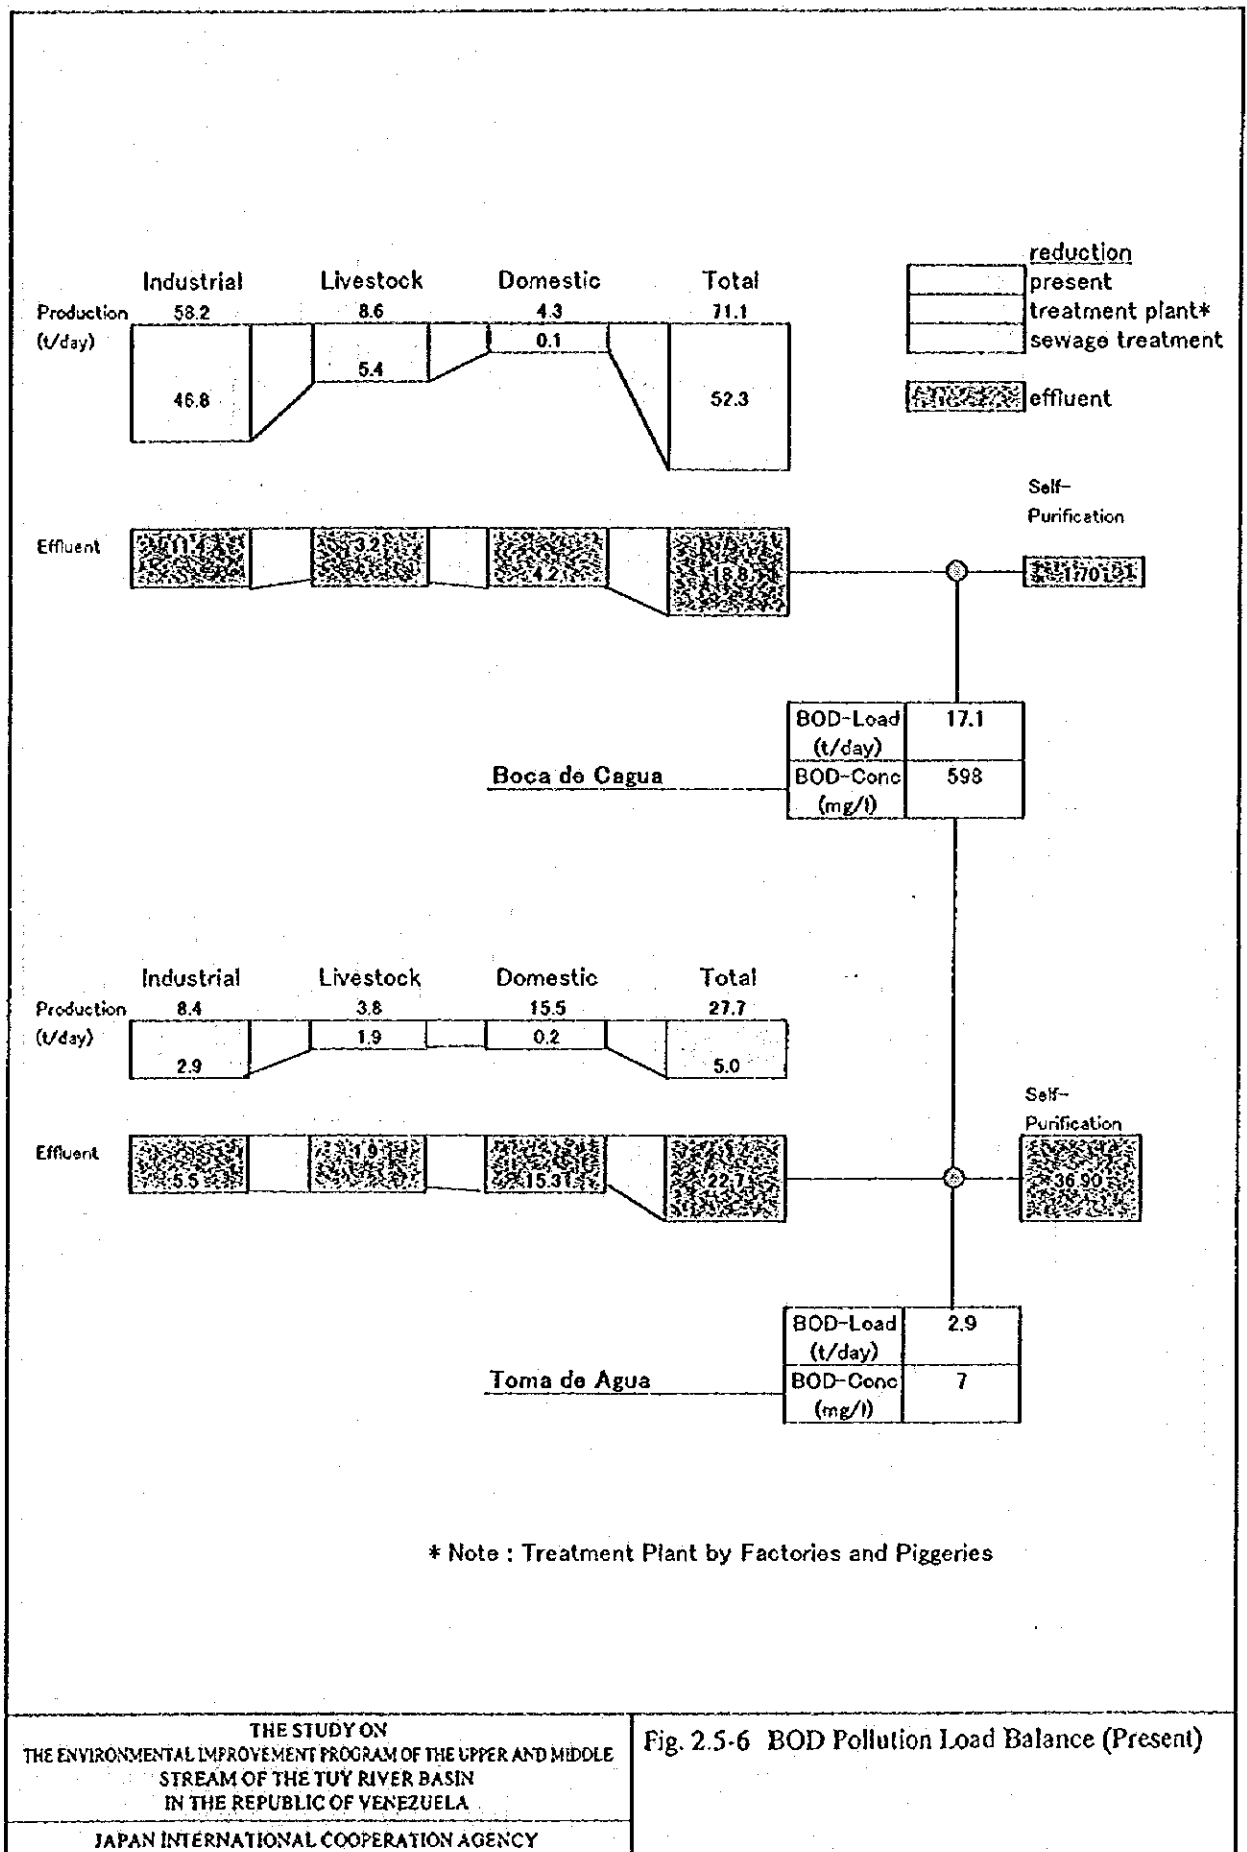 reduction
Industrial Livestock Domestic Total
present
Production 58.2 8.6 4.3 71.1
treatment plant*
(t/day) 0.1
sewage treatment
5.4
46.8 52.3
effluent
Self-
Purification
Effluent 11.4 3.2 4.2 18.8
1.70
BOD-Load 17.1
(t/day)
Boca de Cagua BOD-Conc 598
(mg/l)
Industrial Livestock Domestic Total
Production 8.4 3.8 15.5 27.7
(t/day) 1.9 0.2
2.9 5.0
Self-
Purification
Effluent 5.5 1.9 15.31 22.7 36.90
BOD-Load 2.9
(t/day)
Toma de Agua BOD-Conc 7
(mg/l)
* Note : Treatment Plant by Factories and Piggeries
THE STUDY ON
THE ENVIRONMENTAL IMPROVEMENT PROGRAM OF THE UPPER AND MIDDLE
STREAM OF THE TUY RIVER BASIN
IN THE REPUBLIC OF VENEZUELA
JAPAN INTERNATIONAL COOPERATION AGENCY
Fig. 2.5-6 BOD Pollution Load Balance (Present)